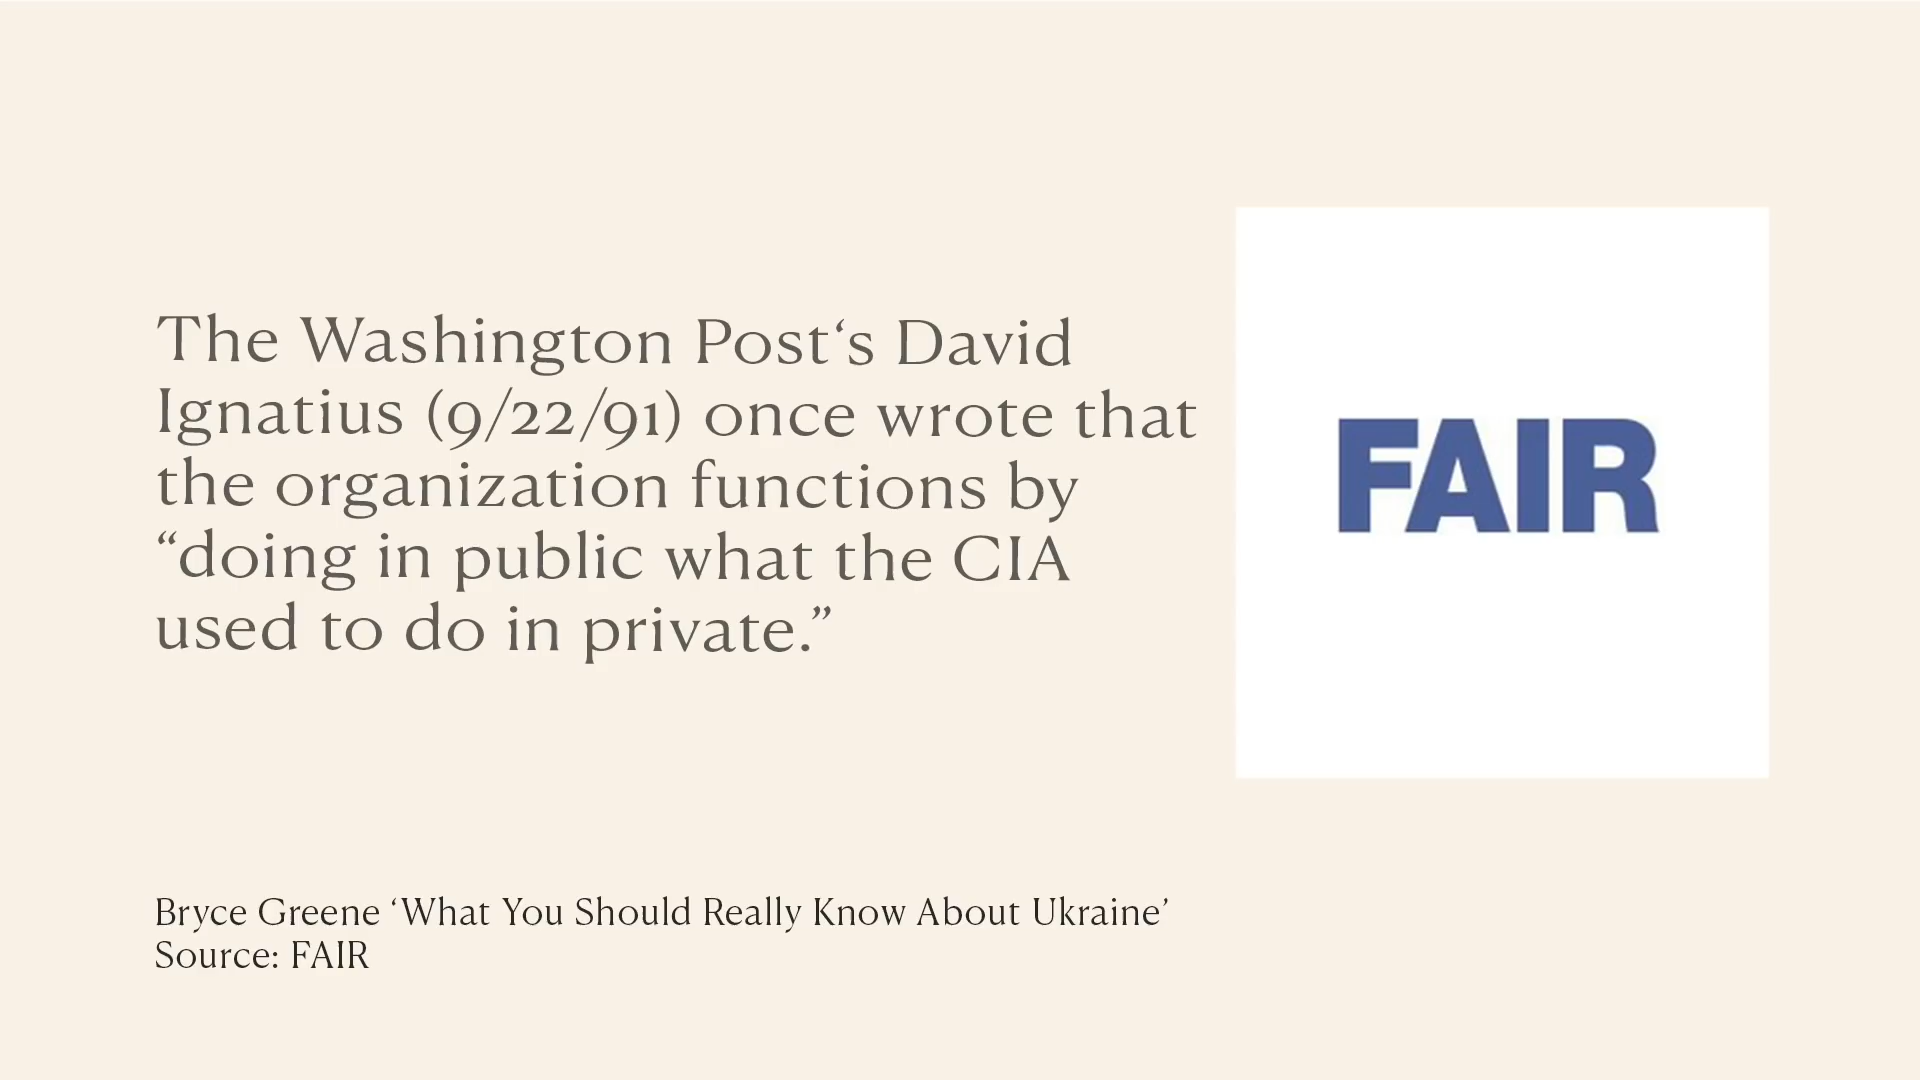 The Washington Post‘s David
Ignatius (9/22/91) once wrote that
the organization functions by
“doing in public what the CIA
used to do in private.”
FAIR
Bryce Greene ‘What You Should Really Know About Ukraine’
Source: FAIR